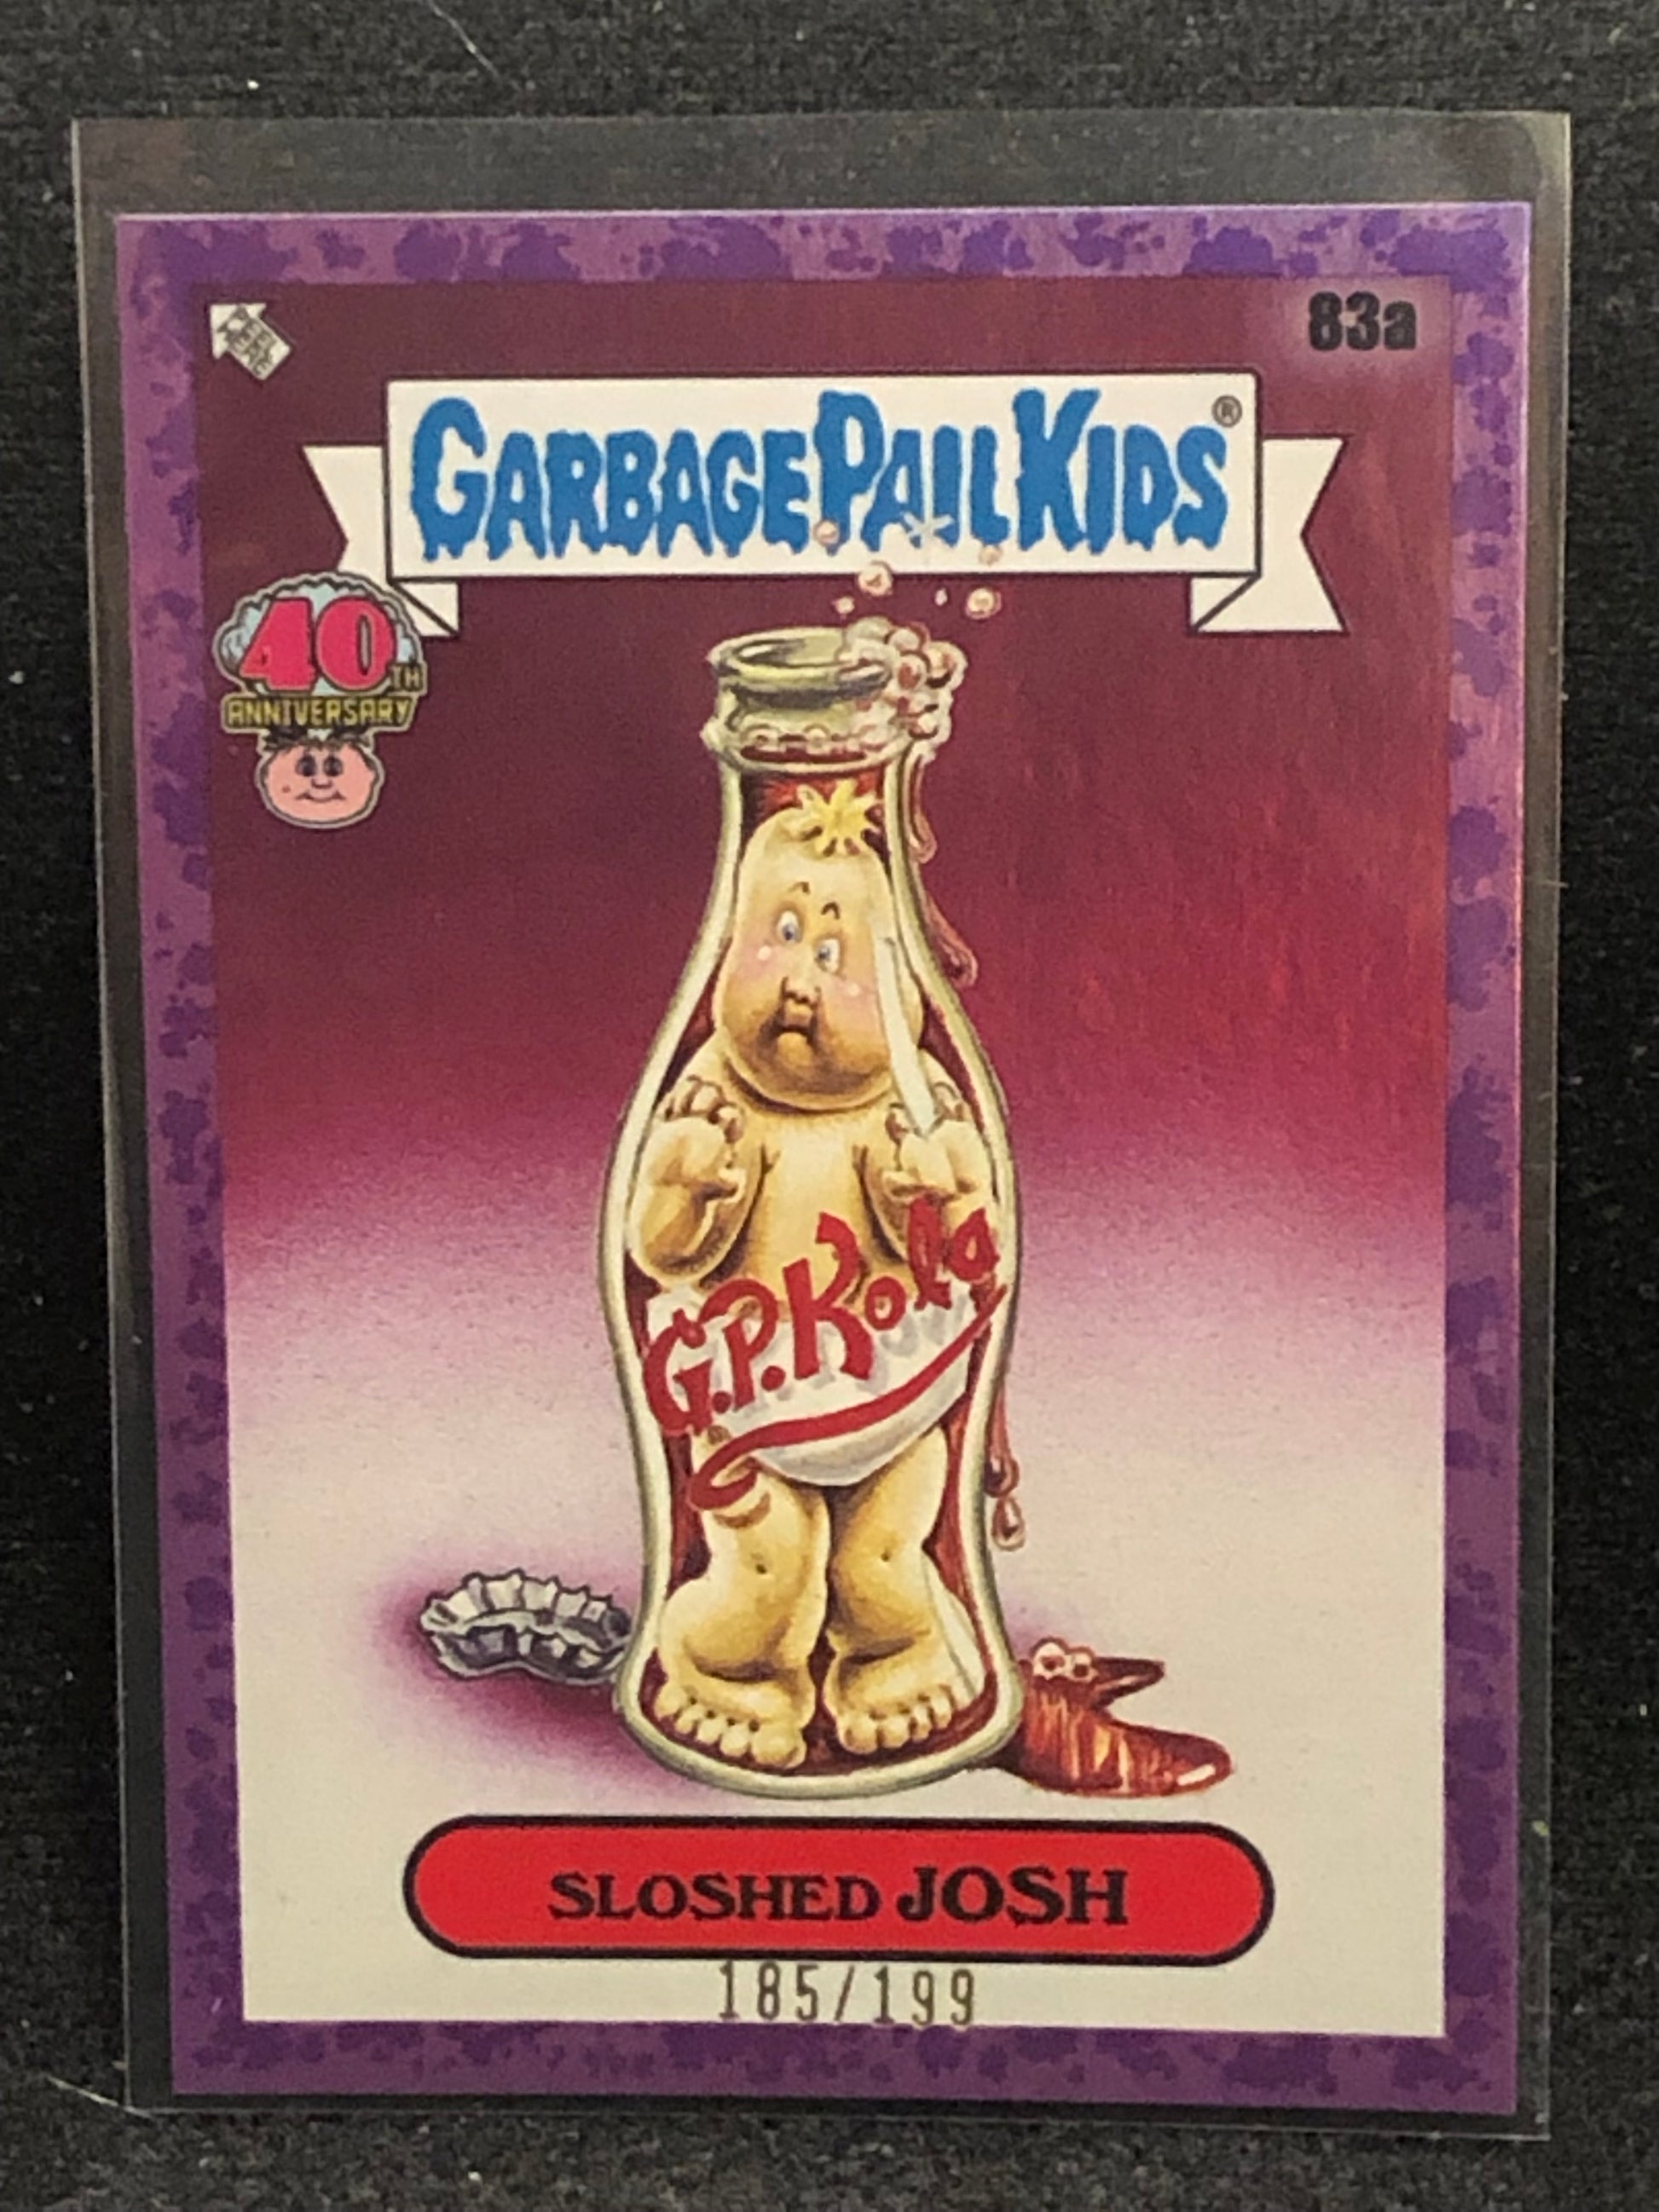 83a
GARBAGE PAIL KIDS®
40TH
ANNIVERSARY
G.P. Kola
SLOSHED JOSH
185/199